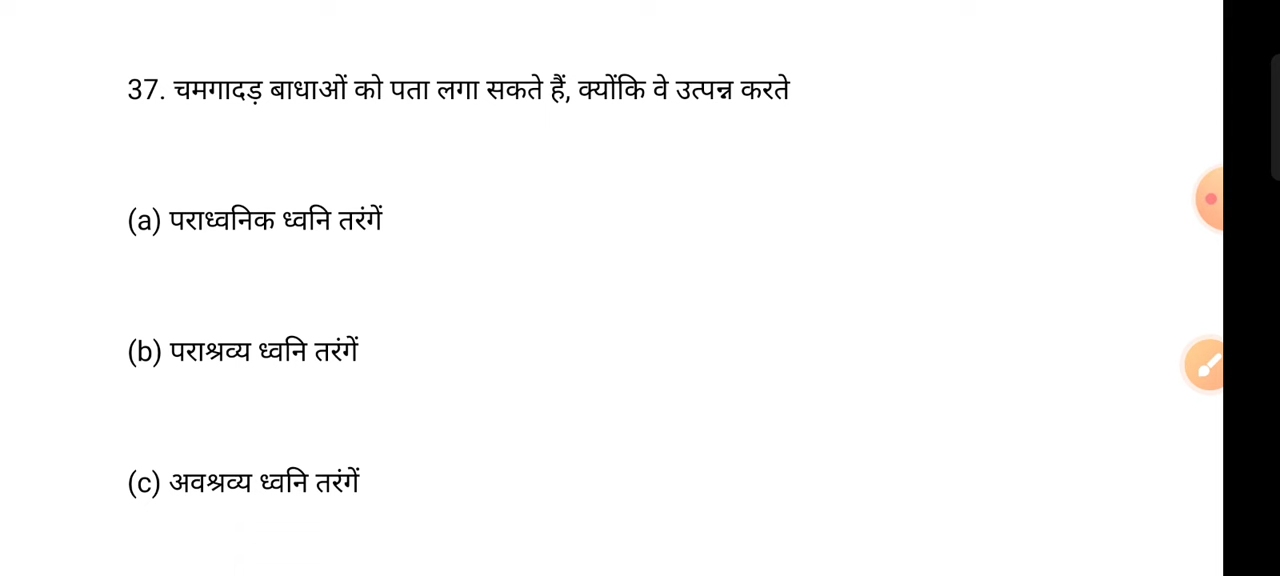 37. चमगादड़ बाधाओं को पता लगा सकते हैं, क्योंकि वे उत्पन्न करते
(a) पराध्वनिक ध्वनि तरंगें
(b) पराश्रव्य ध्वनि तरंगें
(c) अवश्रव्य ध्वनि तरंगें